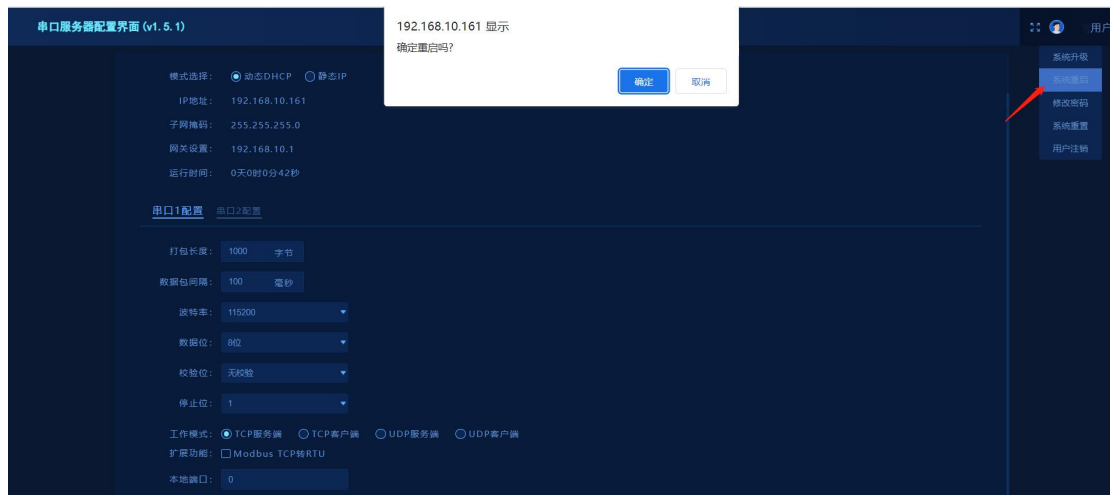 串口服务器配置界面 (v1.5.1)
192.168.10.161 显示
确定重启吗?
确定 取消
用户
系统升级
系统重启
修改密码
系统重置
用户注销
模式选择: 动态DHCP 静态IP
IP地址: 192.168.10.161
子网掩码: 255.255.255.0
网关设置: 192.168.10.1
运行时间: 0天0时0分42秒
串口1配置 串口2配置
打包长度: 1000 字节
数据包间隔: 100 毫秒
波特率: 115200
数据位: 8位
校验位: 无校验
停止位: 1
工作模式: TCP服务端 TCP客户端 UDP服务端 UDP客户端
扩展功能: Modbus TCP转RTU
本地端口: 0